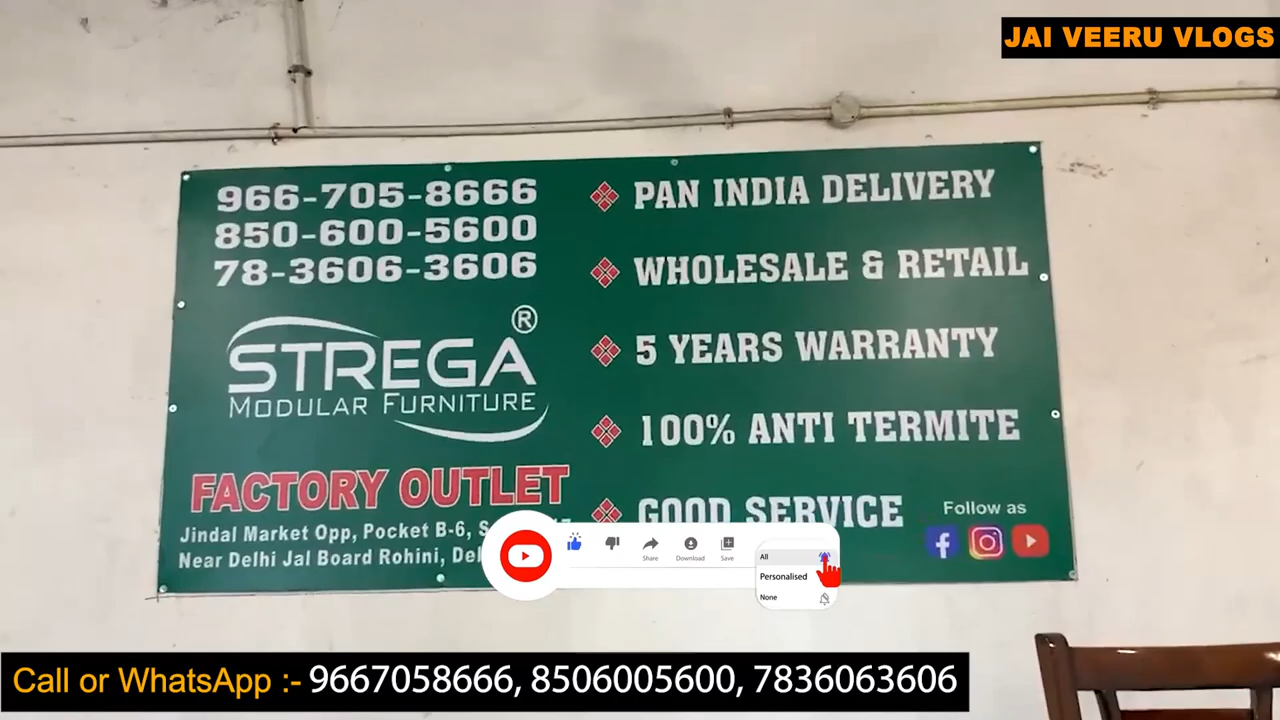 JAI VEERU VLOGS
966-705-8666
850-600-5600
78-3606-3606
STREGA®
MODULAR FURNITURE
FACTORY OUTLET
Jindal Market Opp, Pocket B-6,
Near Delhi Jal Board Rohini,
PAN INDIA DELIVERY
WHOLESALE & RETAIL
5 YEARS WARRANTY
100% ANTI TERMITE
GOOD SERVICE
Follow as
Share
Download
Save
All
Personalised
None
Call or WhatsApp :- 9667058666, 8506005600, 7836063606